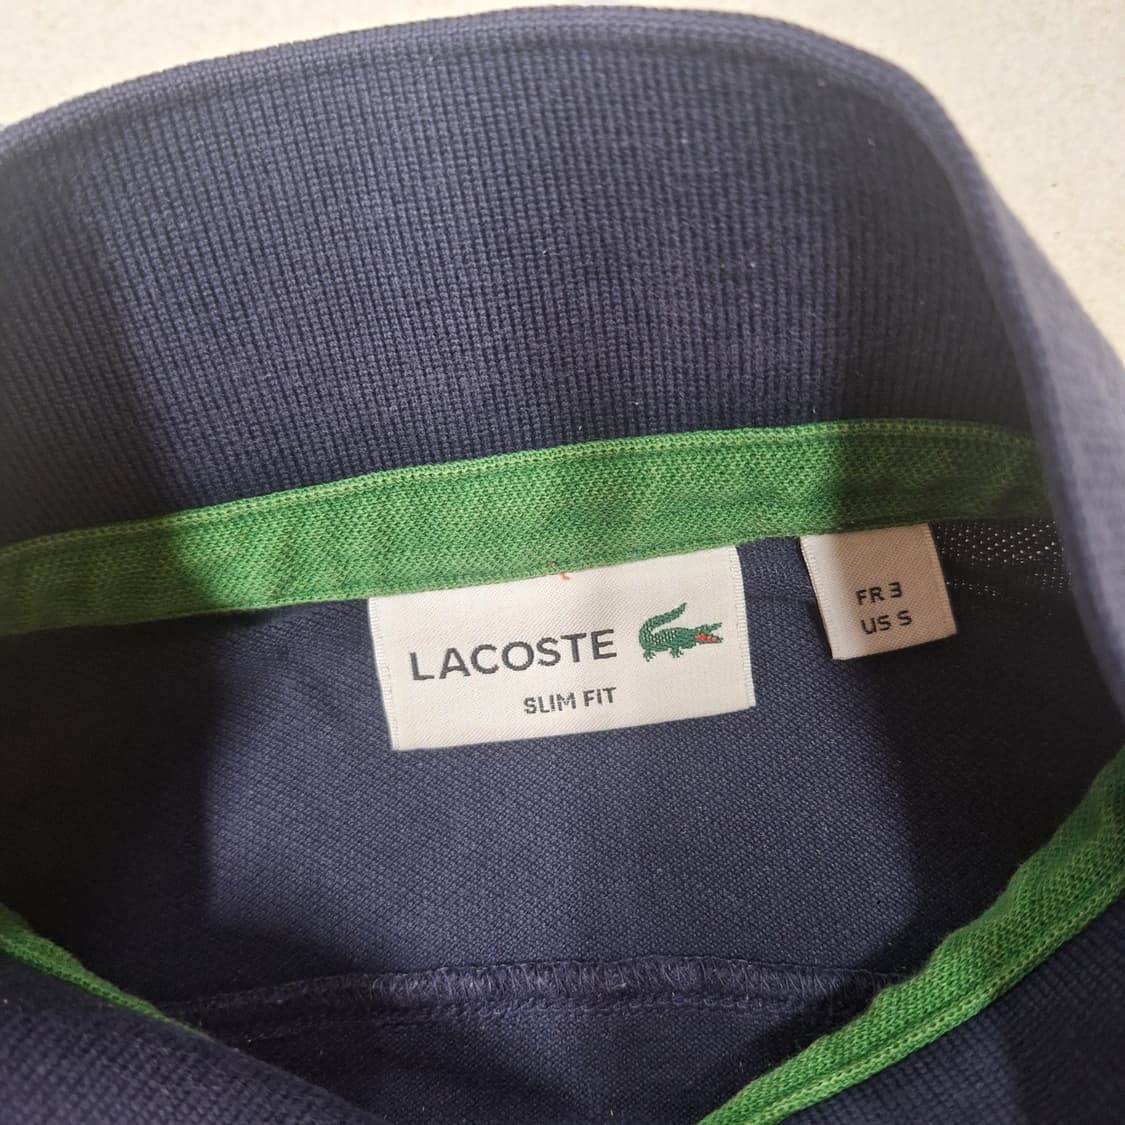 LACOSTE
SLIM FIT
FR 3
US S